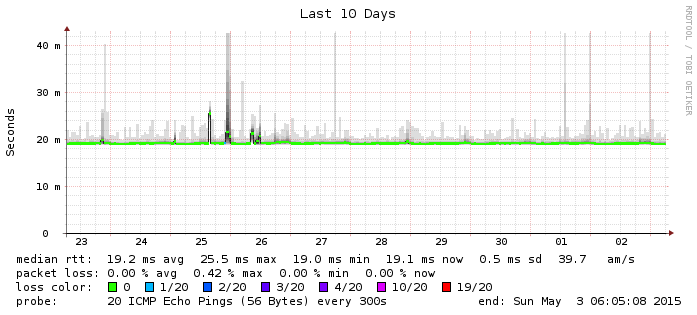 Last 10 Days
RRDTOOL / TOBI OETIKER
Seconds
40 m
30 m
20 m
10 m
0
23 24 25 26 27 28 29 30 01 02
median rtt: 19.2 ms avg 25.5 ms max 19.0 ms min 19.1 ms now 0.5 ms sd 39.7 am/s
packet loss: 0.00 % avg 0.42 % max 0.00 % min 0.00 % now
loss color: 0 1/20 2/20 3/20 4/20 10/20 19/20
probe: 20 ICMP Echo Pings (56 Bytes) every 300s end: Sun May 3 06:05:08 2015